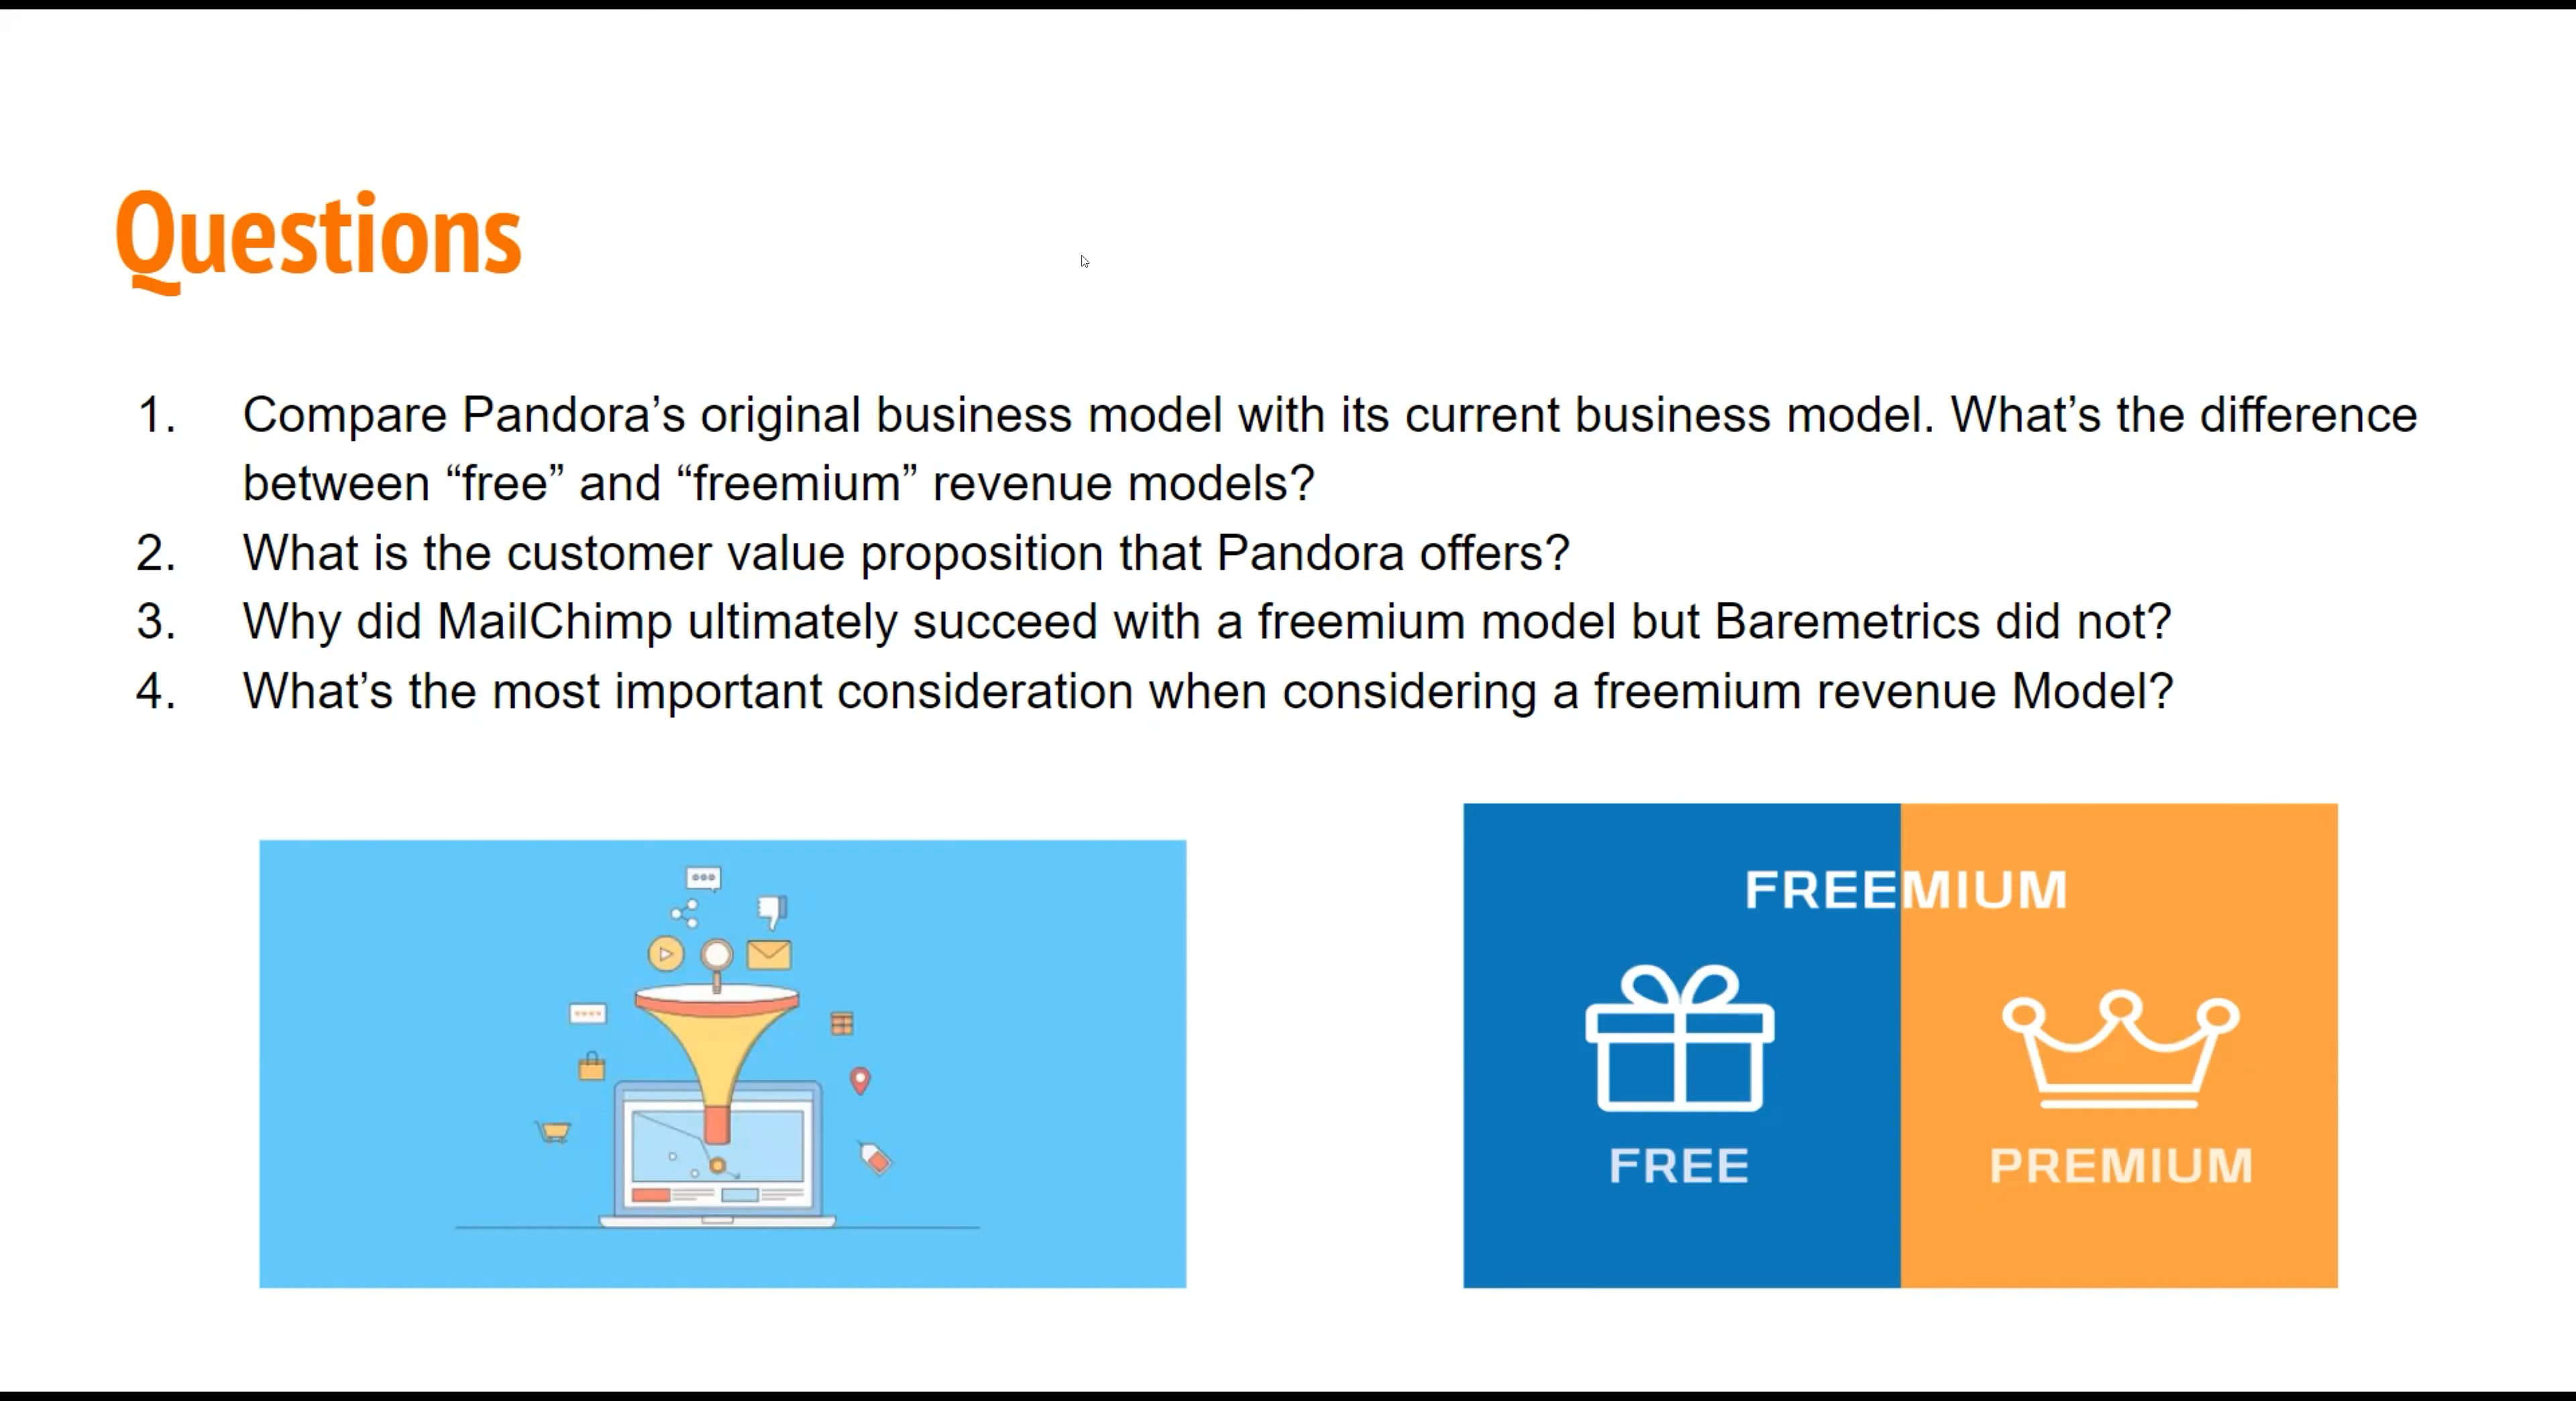 Questions
1. Compare Pandora’s original business model with its current business model. What’s the difference
between “free” and “freemium” revenue models?
2. What is the customer value proposition that Pandora offers?
3. Why did MailChimp ultimately succeed with a freemium model but Baremetrics did not?
4. What’s the most important consideration when considering a freemium revenue Model?
FREEMIUM
FREE
PREMIUM